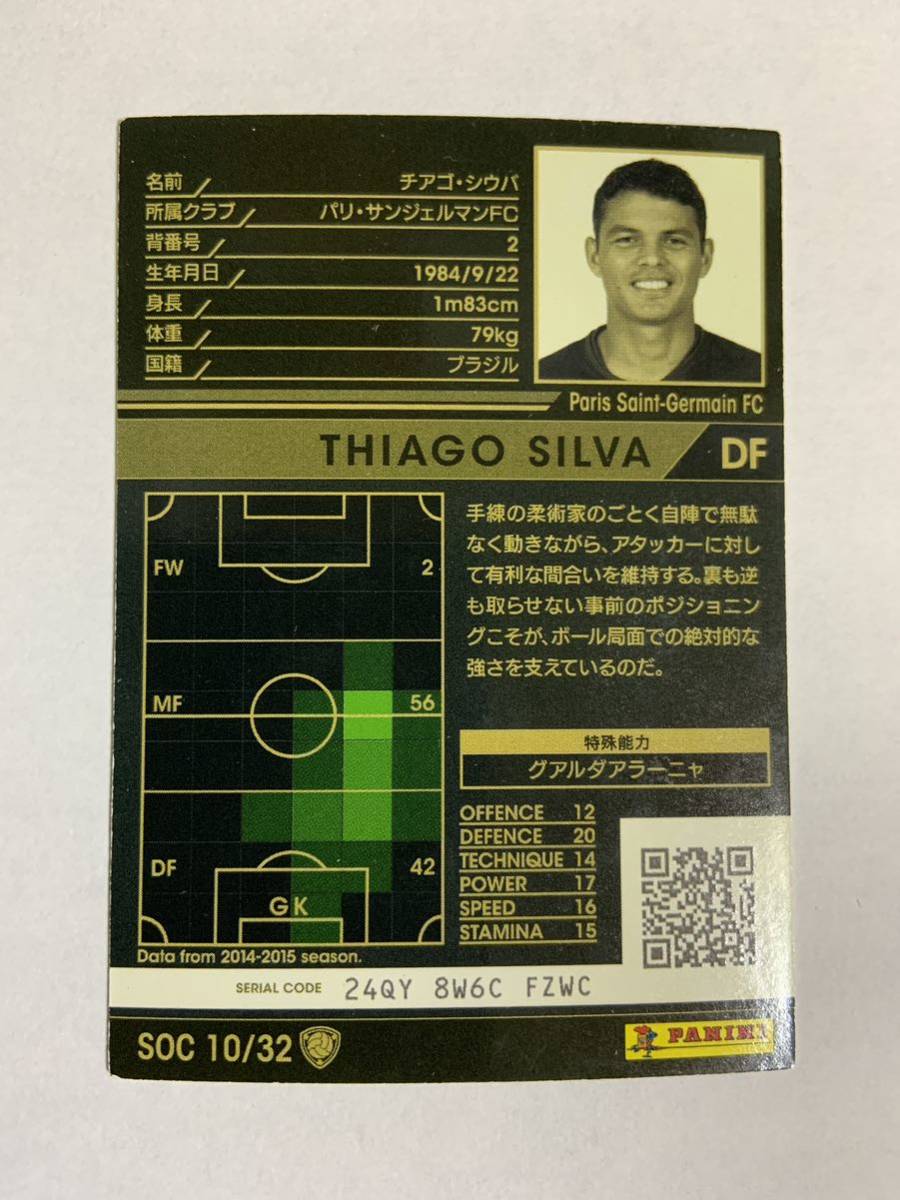 名前 チアゴ・シウバ
所属クラブ パリ・サンジェルマンFC
背番号 2
生年月日 1984/9/22
身長 1m83cm
体重 79kg
国籍 ブラジル
Paris Saint-Germain FC
THIAGO SILVA DF
FW 2
MF 56
DF 42
GK
Data from 2014-2015 season.
手練の柔術家のごとく自陣で無駄
なく動きながら、アタッカーに対し
て有利な間合いを維持する。裏も逆
も取らせない事前のポジショニン
グこそが、ボール局面での絶対的な
強さを支えているのだ。
特殊能力
グアルダアラーニャ
OFFENCE 12
DEFENCE 20
TECHNIQUE 14
POWER 17
SPEED 16
STAMINA 15
SERIAL CODE 24QY 8W6C FZWC
SOC 10/32
PANINI